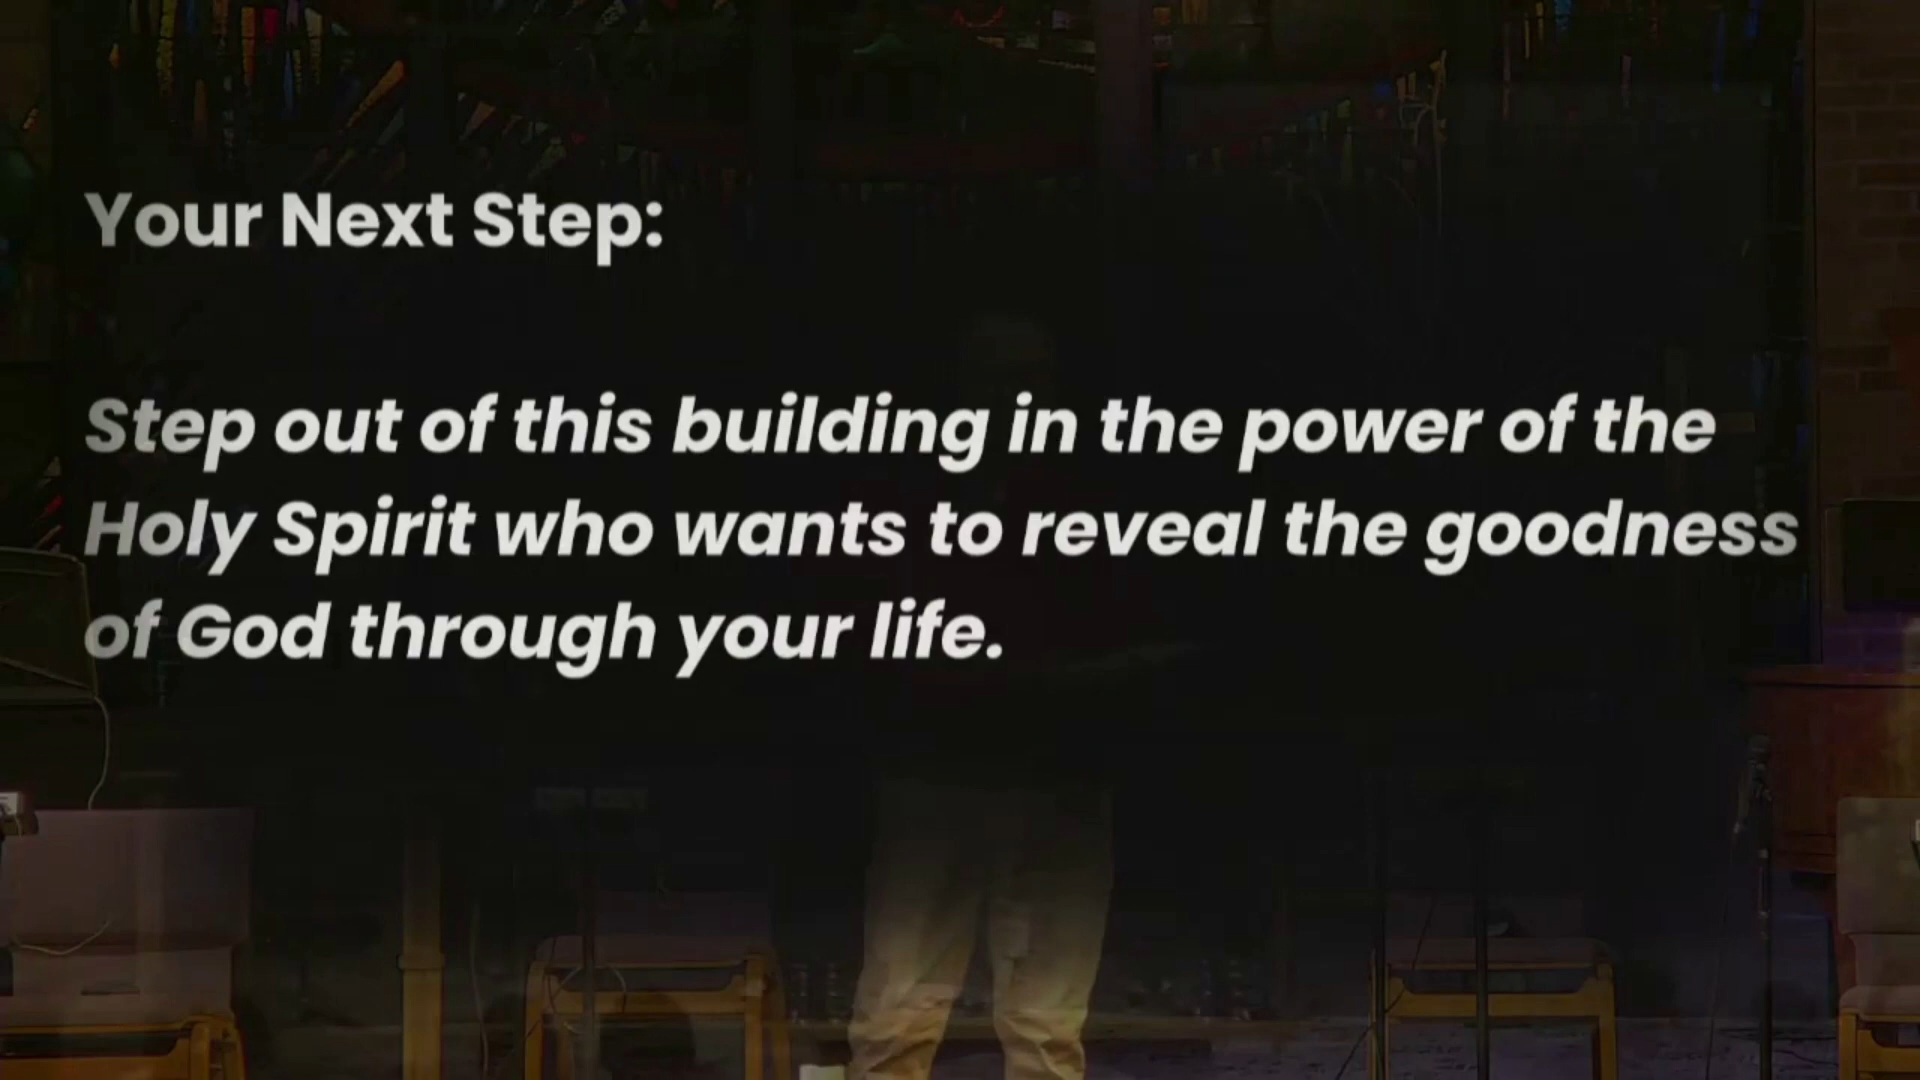 Your Next Step:
Step out of this building in the power of the
Holy Spirit who wants to reveal the goodness
of God through your life.